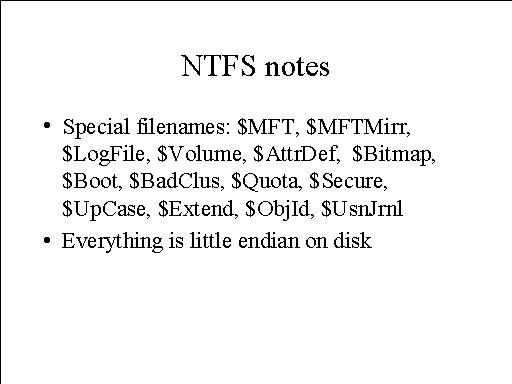 NTFS notes
• Special filenames: $MFT, $MFTMirr,
$LogFile, $Volume, $AttrDef,  $Bitmap,
$Boot, $BadClus, $Quota, $Secure,
$UpCase, $Extend, $ObjId, $UsnJrnl
• Everything is little endian on disk